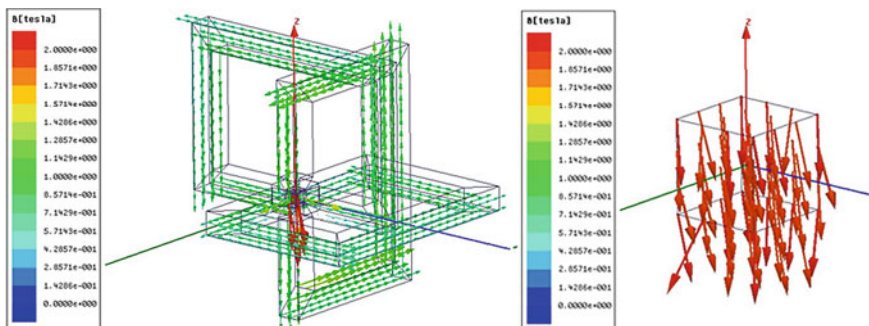 B[tesla]
2.0000e+000
1.8571e+000
1.7143e+000
1.5714e+000
1.4286e+000
1.2857e+000
1.1429e+000
1.0000e+000
8.5714e-001
7.1429e-001
5.7143e-001
4.2857e-001
2.8571e-001
1.4286e-001
0.0000e+000
Z
B[tesla]
2.0000e+000
1.8571e+000
1.7143e+000
1.5714e+000
1.4286e+000
1.2857e+000
1.1429e+000
1.0000e+000
8.5714e-001
7.1429e-001
5.7143e-001
4.2857e-001
2.8571e-001
1.4286e-001
0.0000e+000
Z